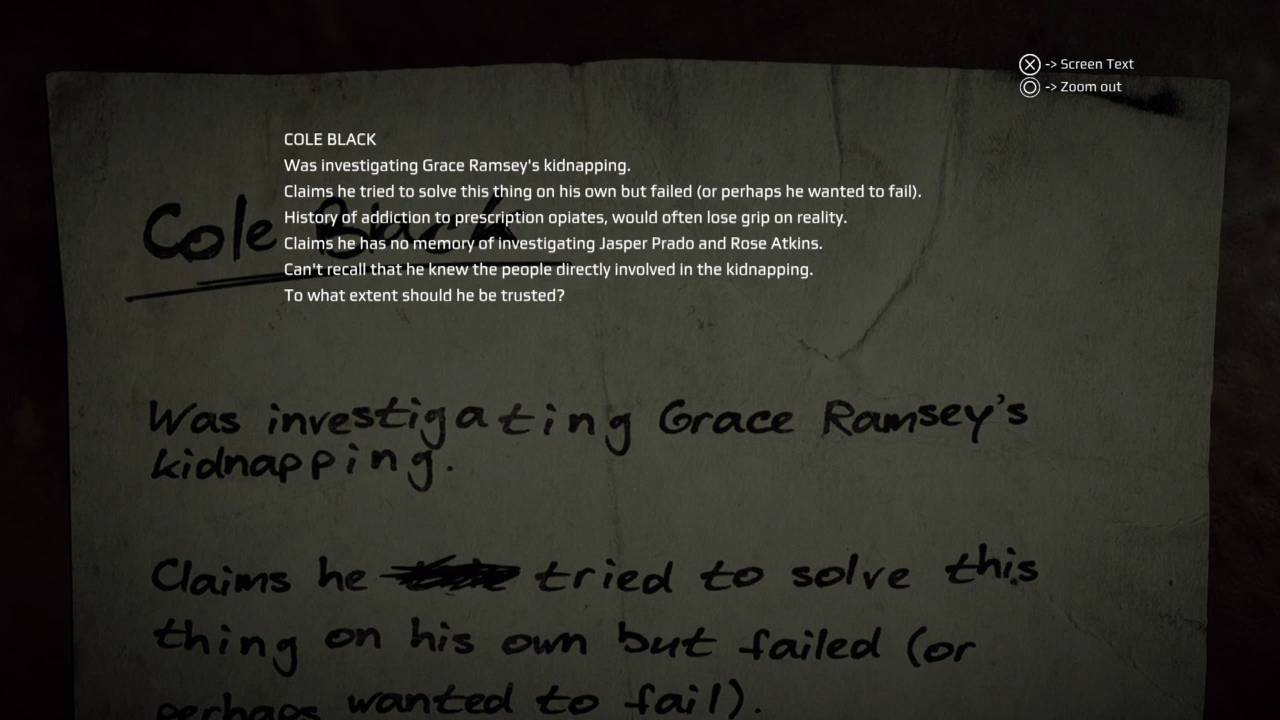 -> Screen Text
-> Zoom out
COLE BLACK
Was investigating Grace Ramsey's kidnapping.
Claims he tried to solve this thing on his own but failed (or perhaps he wanted to fail).
History of addiction to prescription opiates, would often lose grip on reality.
Claims he has no memory of investigating Jasper Prado and Rose Atkins.
Can't recall that he knew the people directly involved in the kidnapping.
To what extent should he be trusted?
Cole Black
Was investigating Grace Ramsey's
kidnapping.
Claims he tried to solve this
thing on his own but failed (or
perhaps wanted to fail).